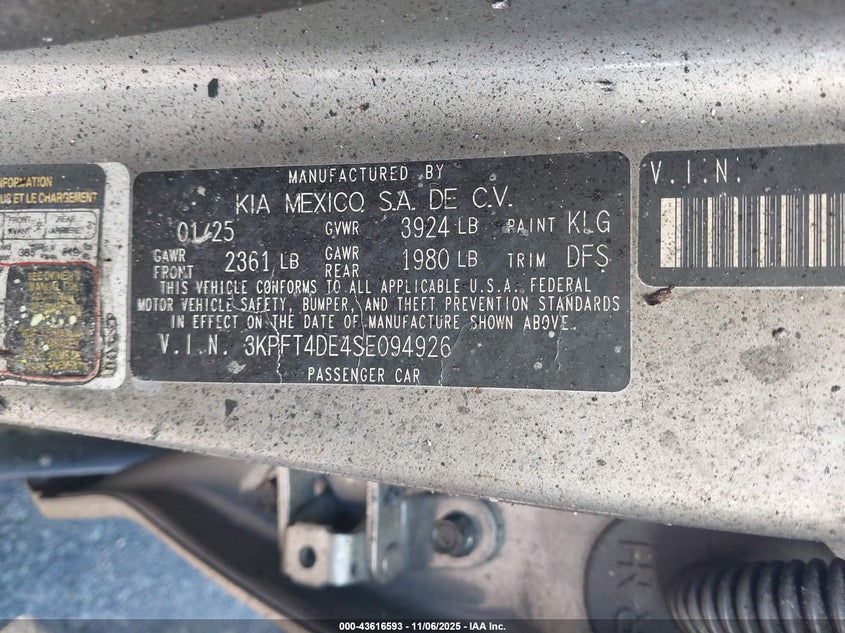 MANUFACTURED BY
KIA MEXICO, S.A. DE C.V.
01/25 GVWR 3924 LB PAINT KLG
GAWR FRONT 2361 LB GAWR REAR 1980 LB TRIM DFS
THIS VEHICLE CONFORMS TO ALL APPLICABLE U.S.A. FEDERAL
MOTOR VEHICLE SAFETY, BUMPER, AND THEFT PREVENTION STANDARDS
IN EFFECT ON THE DATE OF MANUFACTURE SHOWN ABOVE.
V.I.N. 3KPFT4DE4SE094926
PASSENGER CAR
V.I.N.
FRONT REAR
000-43616593 - 11/06/2025 - IAA Inc.